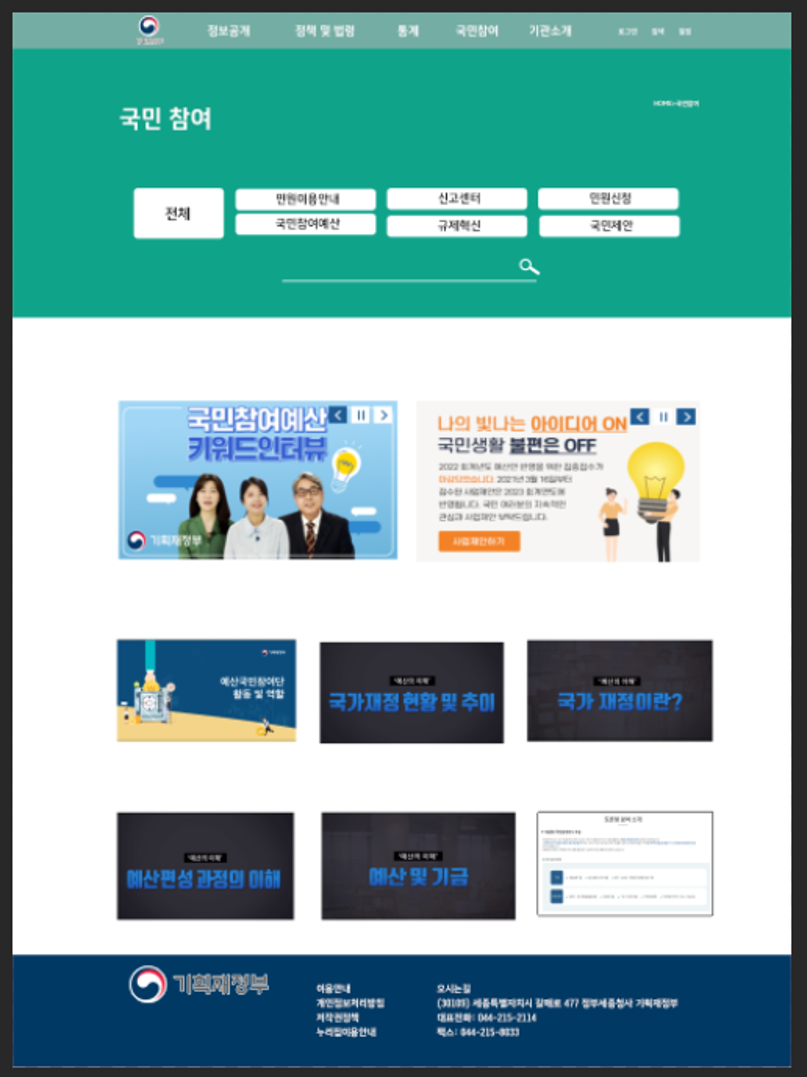 정보공개 정책 및 법령 통계 국민참여 기관소개 로그인
HOME>국민참여
국민 참여
전체
민원이용안내 신고센터 민원신청
국민참여예산 규제혁신 국민제안
국민참여예산
키워드인터뷰
기획재정부
나의 빛나는 아이디어 ON
국민생활 불편은 OFF
2022 회계년도 예산안 반영을 위한 집중접수가
마감되었습니다. 2021년 3월 16일부터
접수한 사업제안은 2023 회계연도에
반영됩니다. 국민 여러분의 지속적인
관심과 사업제안 부탁드립니다.
사업제안하기
예산국민참여단
활동 및 역할
'예산의 이해'
국가재정 현황 및 추이
'예산의 이해'
국가 재정이란?
'예산의 이해'
예산편성 과정의 이해
'예산의 이해'
예산 및 기금
기획재정부
이용안내
개인정보처리방침
저작권정책
누리집이용안내
오시는길
(30109) 세종특별자치시 갈매로 477 정부세종청사 기획재정부
대표전화: 044-215-2114
팩스: 044-215-8033